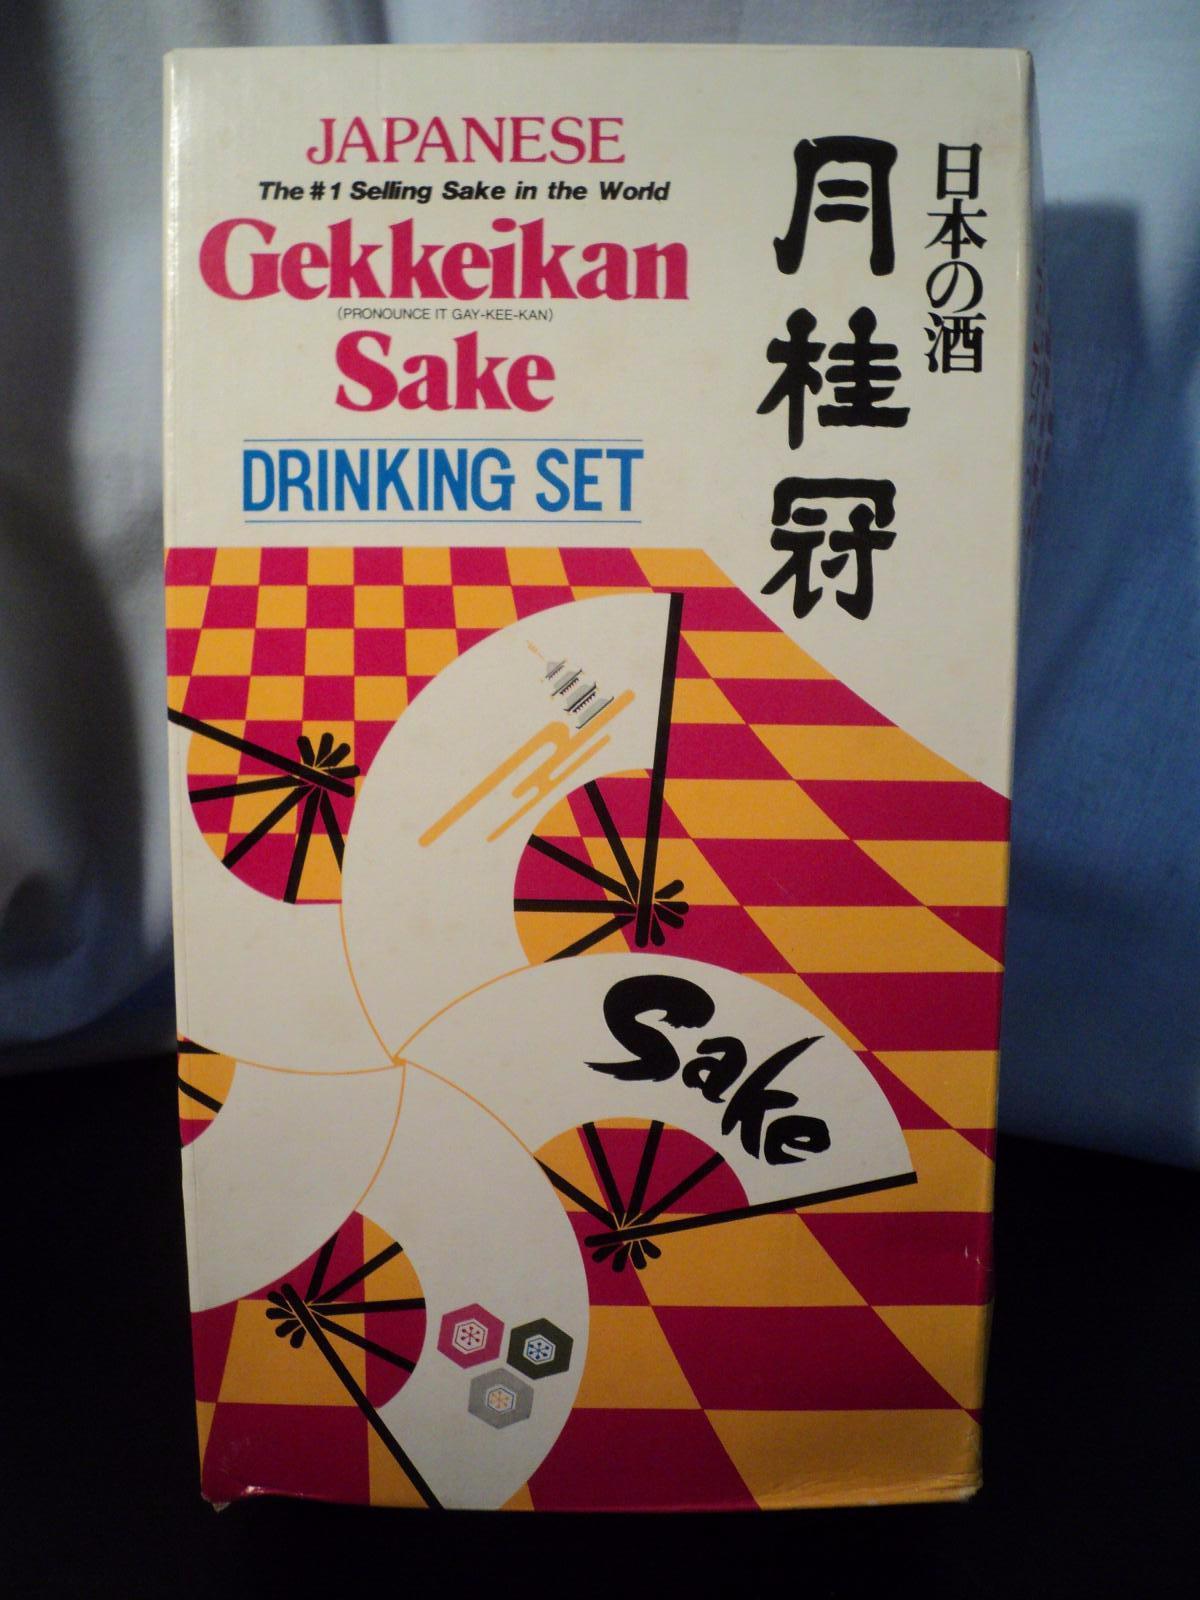 JAPANESE
The #1 Selling Sake in the World
Gekkeikan
(PRONOUNCE IT GAY-KEE-KAN)
Sake
DRINKING SET
日本の酒
月桂冠
Sake